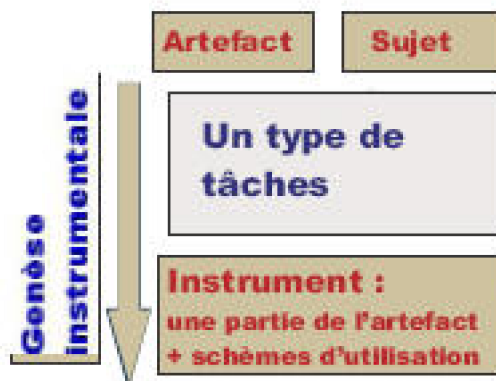 Artefact
Sujet
Genèse
instrumentale
Un type de
tâches
Instrument :
une partie de l'artefact
+ schèmes d'utilisation